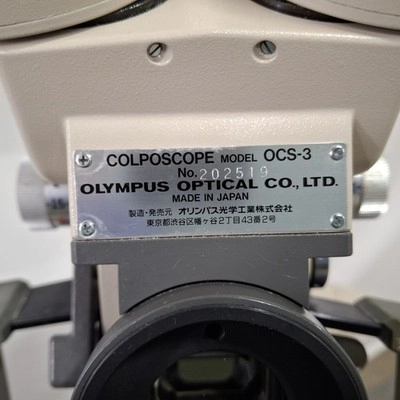 COLPOSCOPE MODEL OCS-3
No. 202519
OLYMPUS OPTICAL CO., LTD.
MADE IN JAPAN
製造・発売元 オリンパス光学工業株式会社
東京都渋谷区幡ヶ谷2丁目43番2号